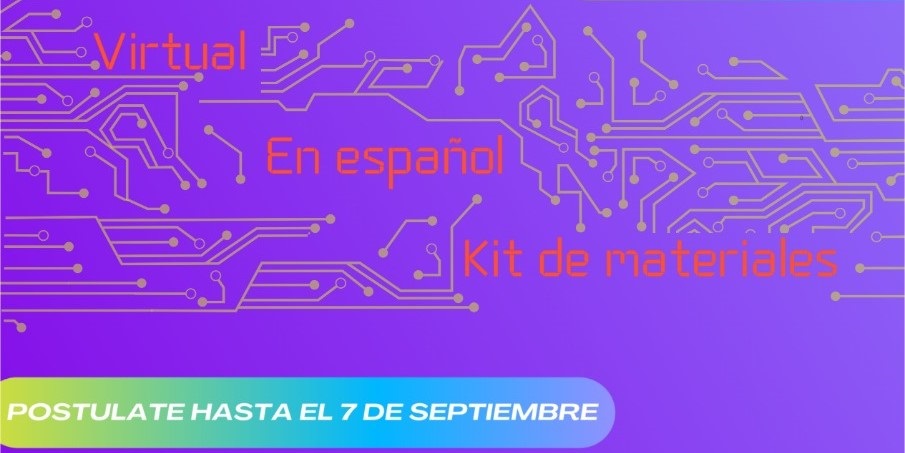 Virtual
En español
Kit de materiales
POSTULATE HASTA EL 7 DE SEPTIEMBRE